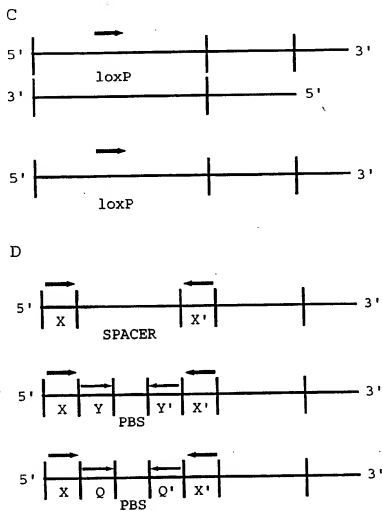 C
5' 3'
loxP
3' 5'
5' 3'
loxP
D
5' 3'
X X'
SPACER
5' 3'
X Y Y' X'
PBS
5' 3'
X Q Q' X'
PBS